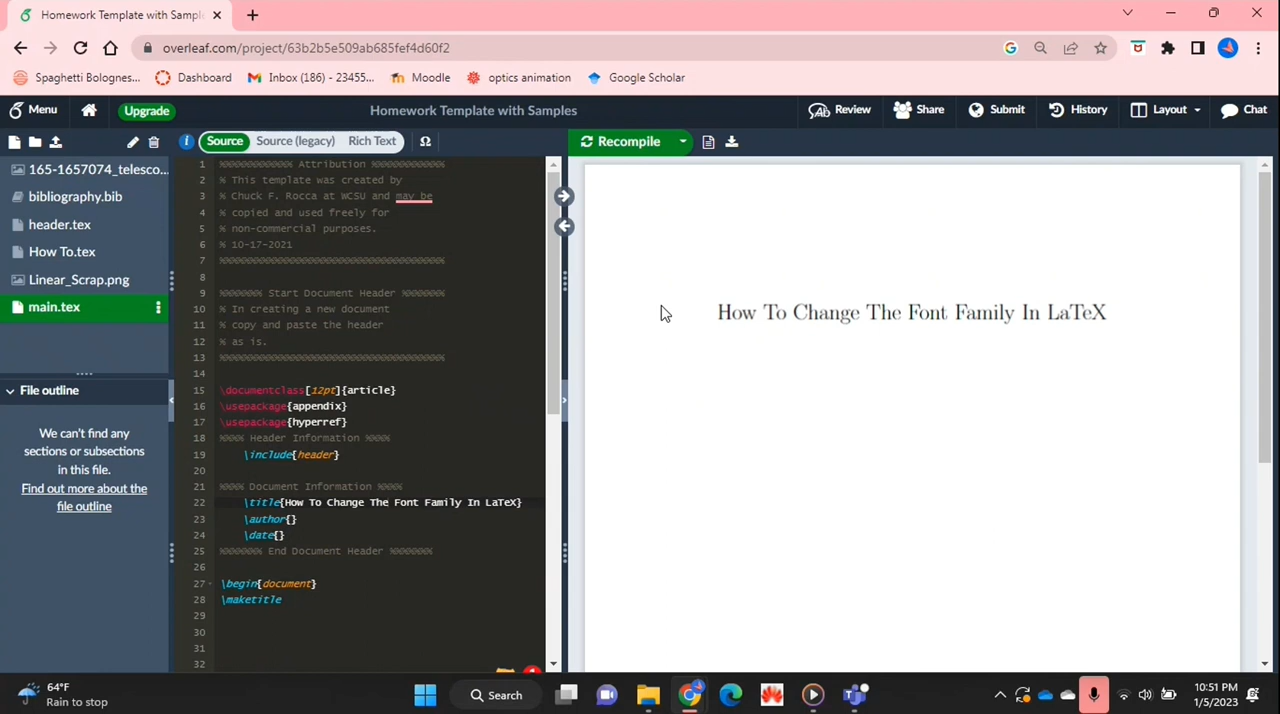 Homework Template with Sampl
overleaf.com/project/63b2b5e509ab685fef4d60f2
Spaghetti Bolognes... Dashboard Inbox (186) - 23455... Moodle optics animation Google Scholar
Menu Upgrade Homework Template with Samples Review Share Submit History Layout Chat
Source Source (legacy) Rich Text Ω Recompile
165-1657074_telesco...
bibliography.bib
header.tex
How To.tex
Linear_Scrap.png
main.tex
File outline
We can't find any
sections or subsections
in this file.
Find out more about the
file outline
1 %%%%%%%%%%%% Attribution %%%%%%%%%%%%
2 % This template was created by
3 % Chuck F. Rocca at WCSU and may be
4 % copied and used freely for
5 % non-commercial purposes.
6 % 10-17-2021
7 %%%%%%%%%%%%%%%%%%%%%%%%%%%%%%%%%%%%%
8
9 %%%%%%% Start Document Header %%%%%%%
10 % In creating a new document
11 % copy and paste the header
12 % as is.
13 %%%%%%%%%%%%%%%%%%%%%%%%%%%%%%%%%%%%%
14
15 \documentclass[12pt]{article}
16 \usepackage{appendix}
17 \usepackage{hyperref}
18 %%%% Header Information %%%%
19 \include{header}
20
21 %%%% Document Information %%%%
22 \title{How To Change The Font Family In LaTeX}
23 \author{}
24 \date{}
25 %%%%%%% End Document Header %%%%%%%
26
27 \begin{document}
28 \maketitle
29
30
31
32
How To Change The Font Family In LaTeX
64°F
Rain to stop
Search
10:51 PM
1/5/2023